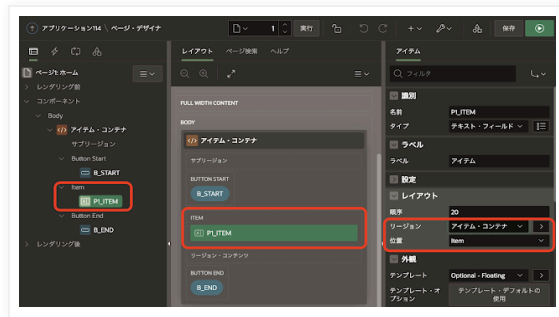 アプリケーション114 \ ページ・デザイナ
1
実行
保存
ページ1: ホーム
レンダリング前
コンポーネント
Body
アイテム・コンテナ
サブリージョン
Button Start
B_START
Item
P1_ITEM
Button End
B_END
レンダリング後
レイアウト ページ検索 ヘルプ
FULL WIDTH CONTENT
BODY
アイテム・コンテナ
サブリージョン
BUTTON START
B_START
ITEM
P1_ITEM
リージョン・コンテンツ
BUTTON END
B_END
アイテム
フィルタ
識別
名前 P1_ITEM
タイプ テキスト・フィールド
ラベル
ラベル アイテム
設定
レイアウト
順序 20
リージョン アイテム・コンテナ
位置 Item
外観
テンプレート Optional - Floating
テンプレート・オプション テンプレート・デフォルトの使用